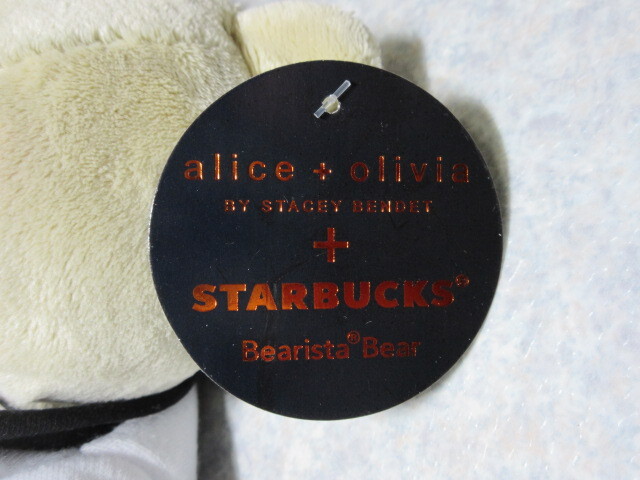 alice + olivia
BY STACEY BENDET
+
STARBUCKS®
Bearista® Bear